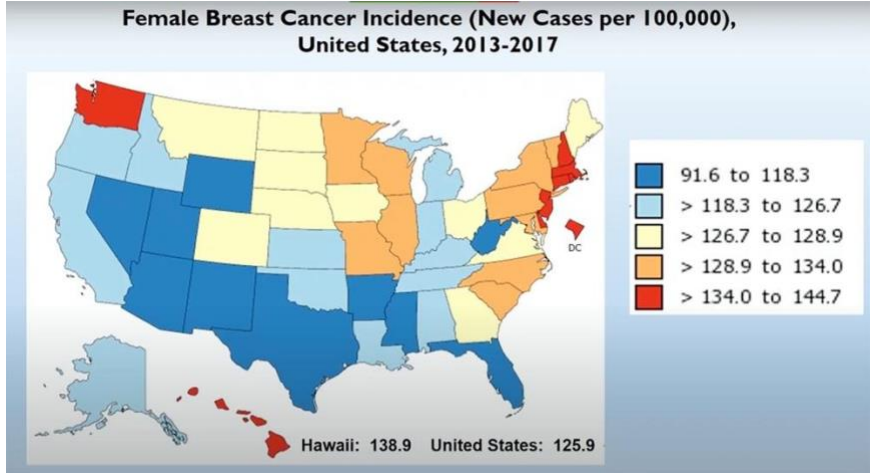 Female Breast Cancer Incidence (New Cases per 100,000),
United States, 2013-2017
91.6 to 118.3
> 118.3 to 126.7
> 126.7 to 128.9
> 128.9 to 134.0
> 134.0 to 144.7
DC
Hawaii: 138.9 United States: 125.9